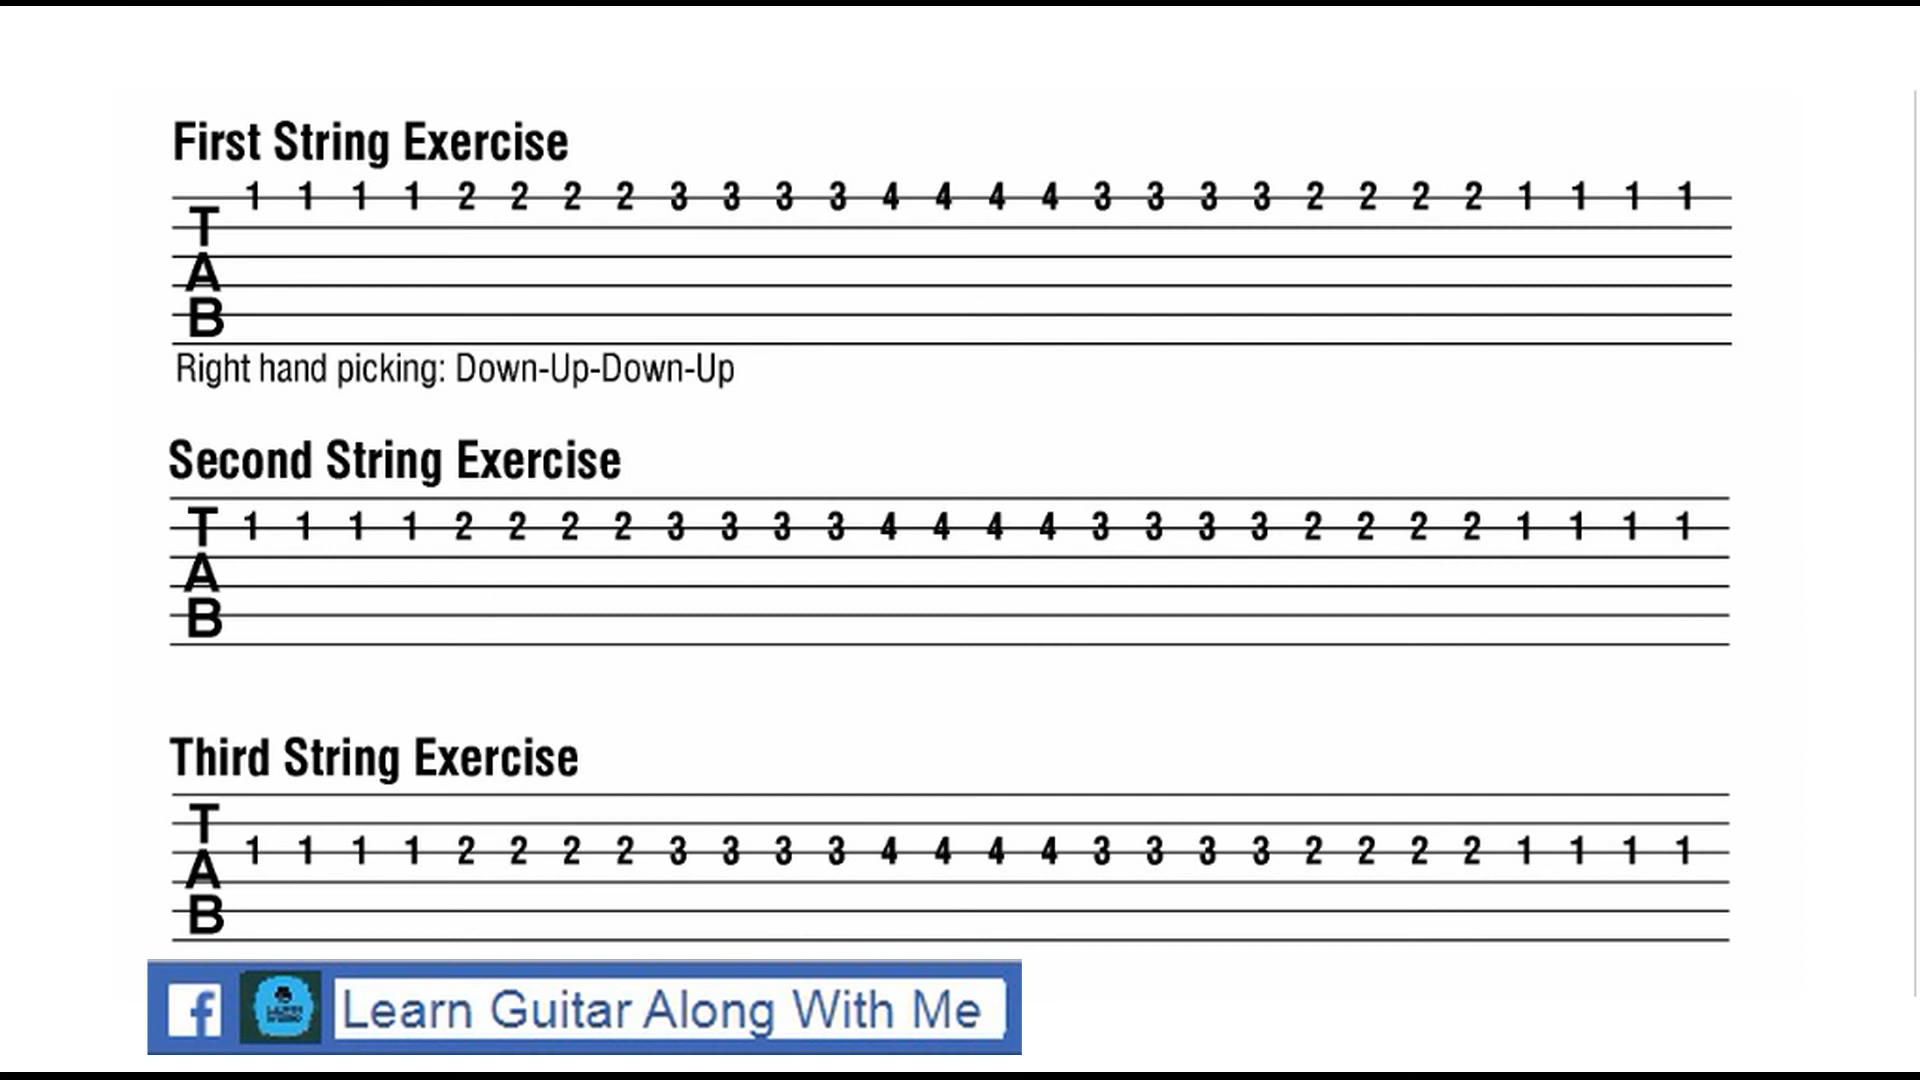 First String Exercise
1 1 1 1 2 2 2 2 3 3 3 3 4 4 4 4 3 3 3 3 2 2 2 2 1 1 1 1
TAB
Right hand picking: Down-Up-Down-Up
Second String Exercise
TAB
1 1 1 1 2 2 2 2 3 3 3 3 4 4 4 4 3 3 3 3 2 2 2 2 1 1 1 1
Third String Exercise
TAB
1 1 1 1 2 2 2 2 3 3 3 3 4 4 4 4 3 3 3 3 2 2 2 2 1 1 1 1
f Learn Guitar Along With Me